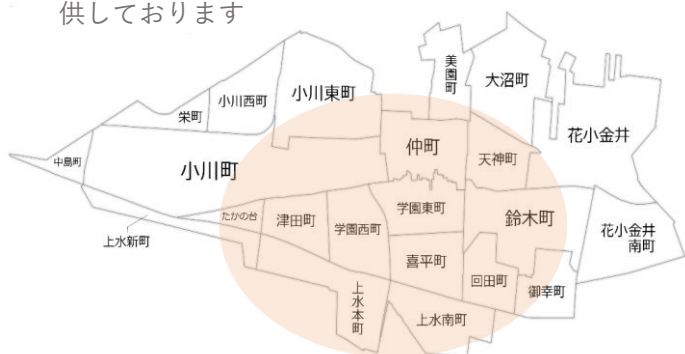 供しております
美園町
大沼町
小川東町
小川西町
栄町
花小金井
仲町
天神町
中島町
小川町
たかの台
津田町
学園西町
学園東町
鈴木町
花小金井
南町
上水新町
喜平町
回田町
御幸町
上水本町
上水南町